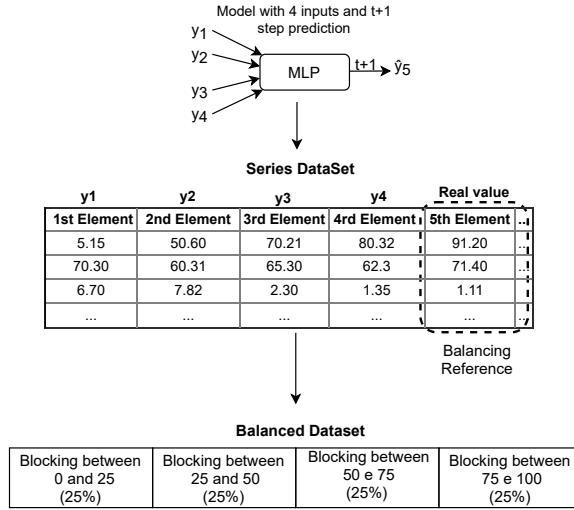 Model with 4 inputs and t+1
step prediction
y1
y2
y3
y4
MLP
t+1
ŷ5
Series DataSet
y1 y2 y3 y4 Real value
1st Element 2nd Element 3rd Element 4rd Element 5th Element ...
5.15 50.60 70.21 80.32 91.20 ...
70.30 60.31 65.30 62.3 71.40 ...
6.70 7.82 2.30 1.35 1.11 ...
... ... ... ... ... ...
Balancing
Reference
Balanced Dataset
Blocking between
0 and 25
(25%)
Blocking between
25 and 50
(25%)
Blocking between
50 e 75
(25%)
Blocking between
75 e 100
(25%)